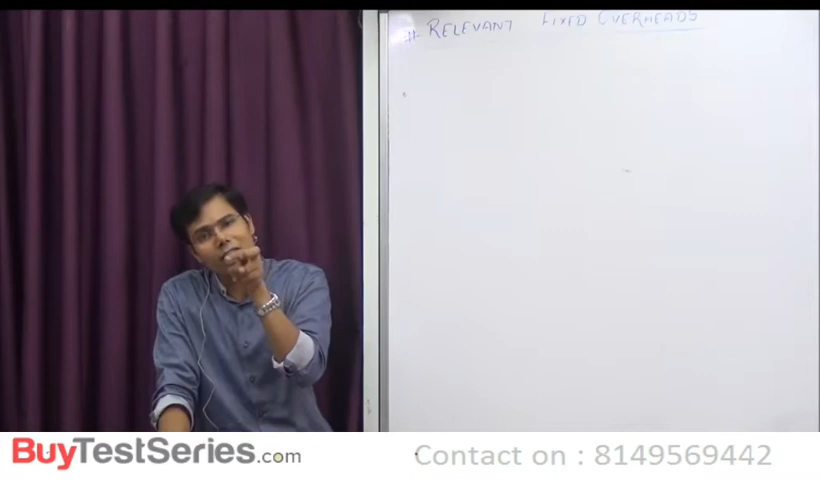 # RELEVANT FIXED OVERHEADS
BuyTestSeries.com
Contact on : 8149569442